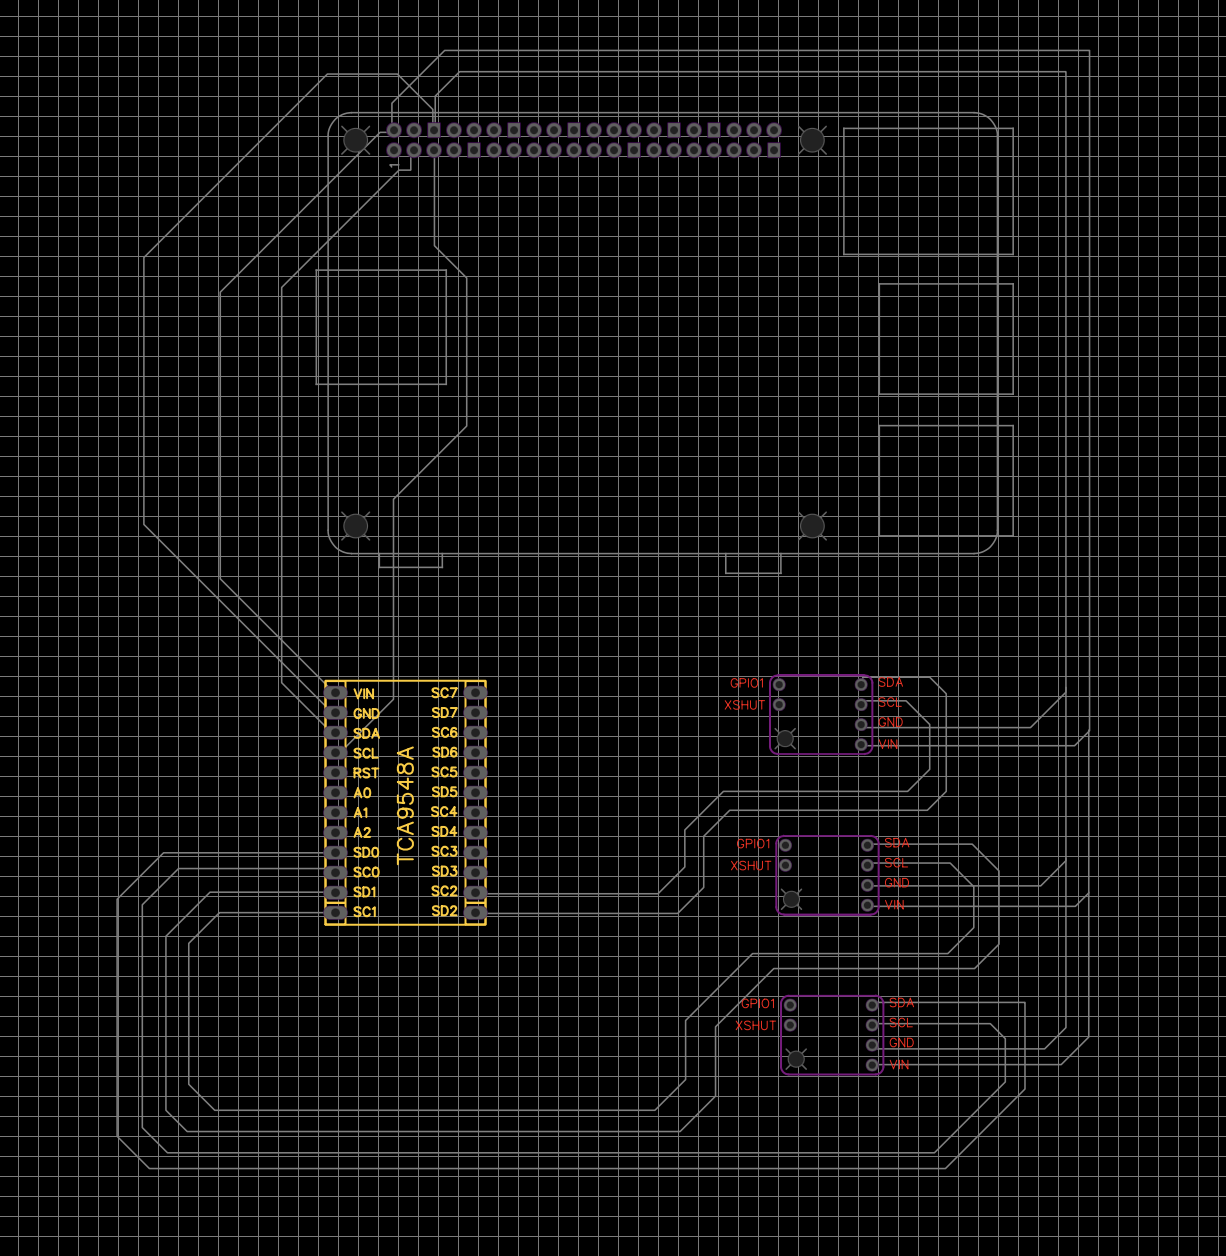 1
VIN
GND
SDA
SCL
RST
A0
A1
A2
SD0
SC0
SD1
SC1
TCA9548A
SC7
SD7
SC6
SD6
SC5
SD5
SC4
SD4
SC3
SD3
SC2
SD2
GPIO1
XSHUT
SDA
SCL
GND
VIN
GPIO1
XSHUT
SDA
SCL
GND
VIN
GPIO1
XSHUT
SDA
SCL
GND
VIN